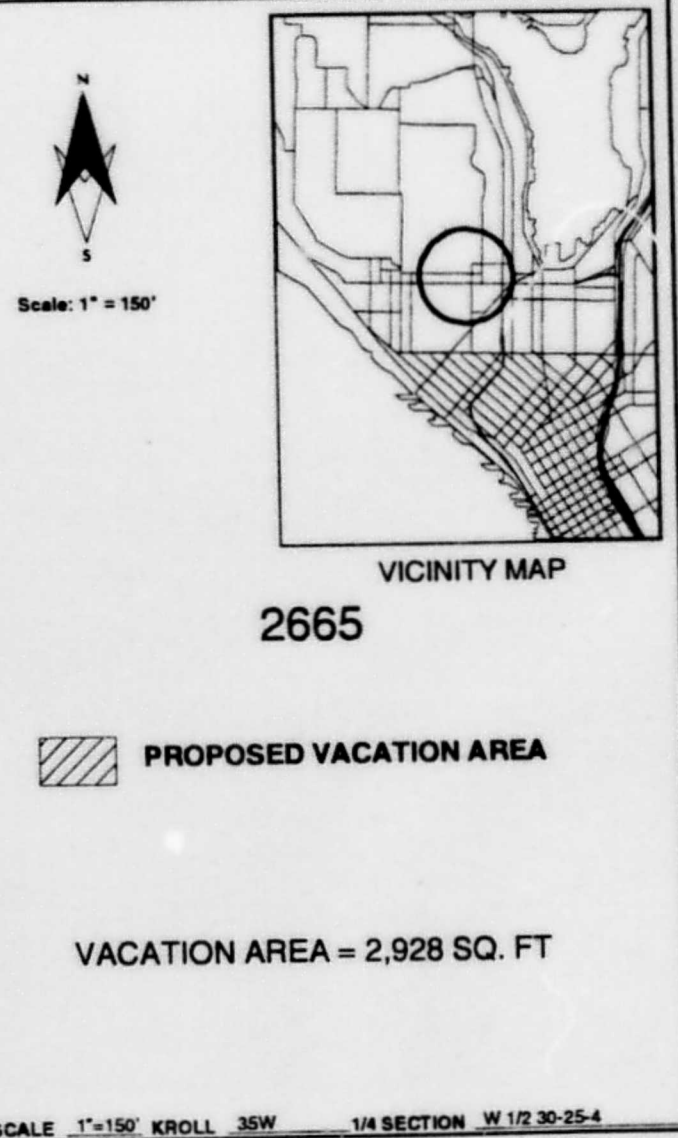 N
S
Scale: 1" = 150'
VICINITY MAP
2665
PROPOSED VACATION AREA
VACATION AREA = 2,928 SQ. FT
SCALE 1"=150' KROLL 35W 1/4 SECTION W 1/2 30-25-4